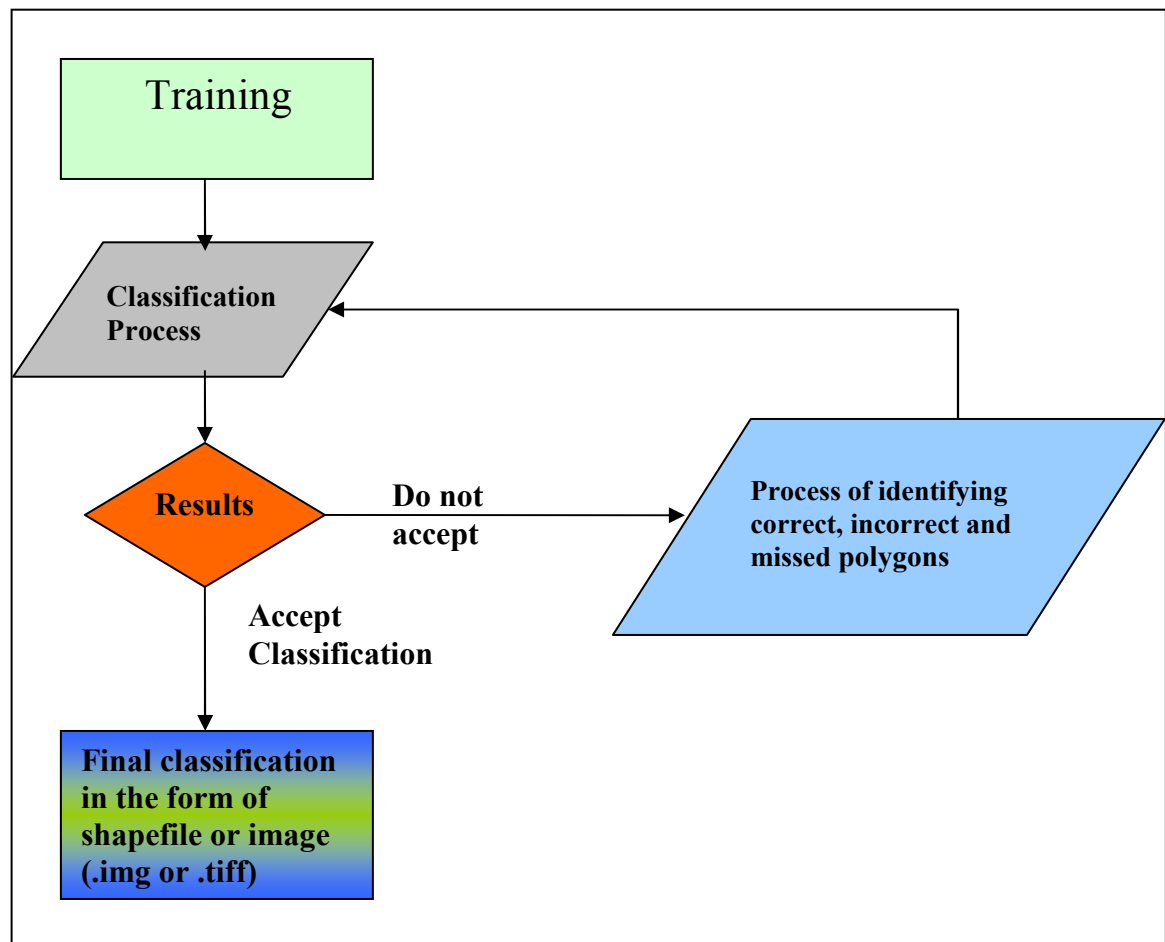 Training
Classification
Process
Results
Do not
accept
Process of identifying
correct, incorrect and
missed polygons
Accept
Classification
Final classification
in the form of
shapefile or image
(.img or .tiff)